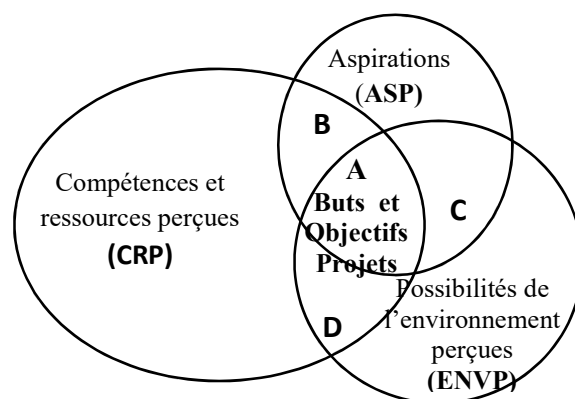 Aspirations
(ASP)
B
A
Buts et
Objectifs
Projets
C
Compétences et
ressources perçues
(CRP)
D
Possibilités de
l'environnement
perçues
(ENVP)